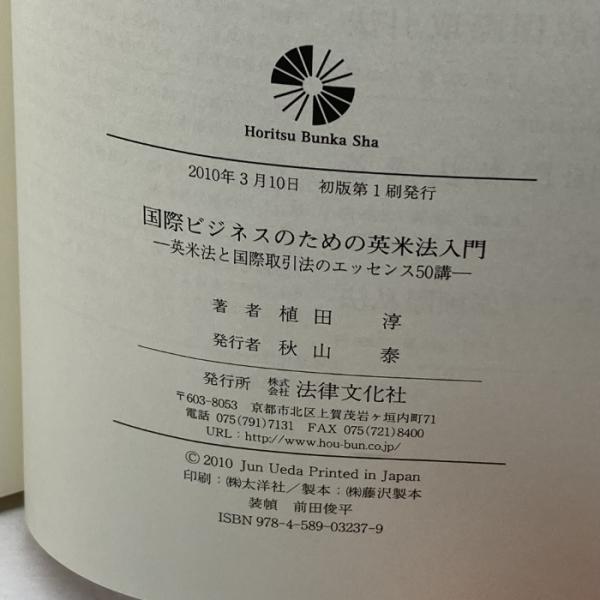 Horitsu Bunka Sha
2010年3月10日　初版第1刷発行
国際ビジネスのための英米法入門
―英米法と国際取引法のエッセンス50講―
著 者　植 田　淳
発行者　秋 山　泰
発行所　株式会社 法律文化社
〒603-8053　京都市北区上賀茂岩ヶ垣内町71
電話 075(791)7131　FAX 075(721)8400
URL：http://www.hou-bun.co.jp/
©2010 Jun Ueda Printed in Japan
印刷：㈱太洋社／製本：㈱藤沢製本
装幀　前田俊平
ISBN 978-4-589-03237-9